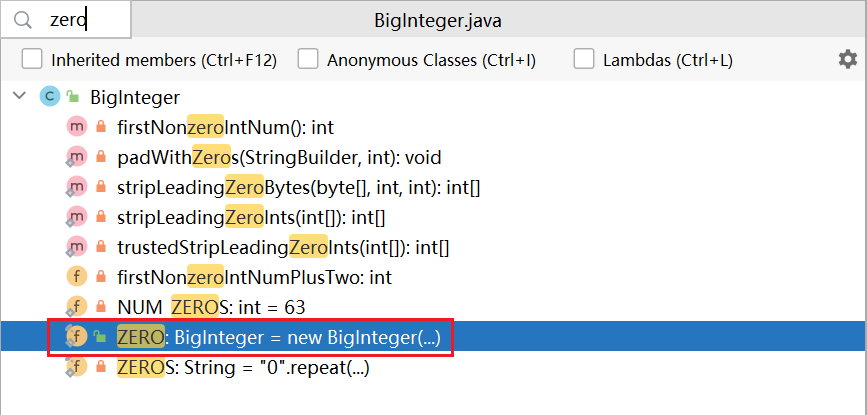 zero
BigInteger.java
Inherited members (Ctrl+F12) Anonymous Classes (Ctrl+I) Lambdas (Ctrl+L)
C BigInteger
m firstNonzeroIntNum(): int
m padWithZeros(StringBuilder, int): void
m stripLeadingZeroBytes(byte[], int, int): int[]
m stripLeadingZeroInts(int[]): int[]
m trustedStripLeadingZeroInts(int[]): int[]
f firstNonzeroIntNumPlusTwo: int
f NUM_ZEROS: int = 63
f ZERO: BigInteger = new BigInteger(...)
f ZEROS: String = "0".repeat(...)